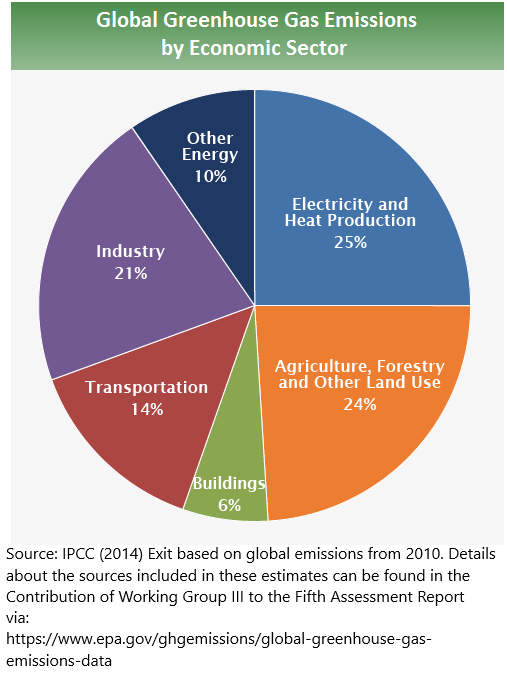 Global Greenhouse Gas Emissions
by Economic Sector
Other
Energy
10%
Electricity and
Heat Production
25%
Industry
21%
Agriculture, Forestry
and Other Land Use
24%
Transportation
14%
Buildings
6%
Source: IPCC (2014) Exit based on global emissions from 2010. Details
about the sources included in these estimates can be found in the
Contribution of Working Group III to the Fifth Assessment Report
via:
https://www.epa.gov/ghgemissions/global-greenhouse-gas-
emissions-data